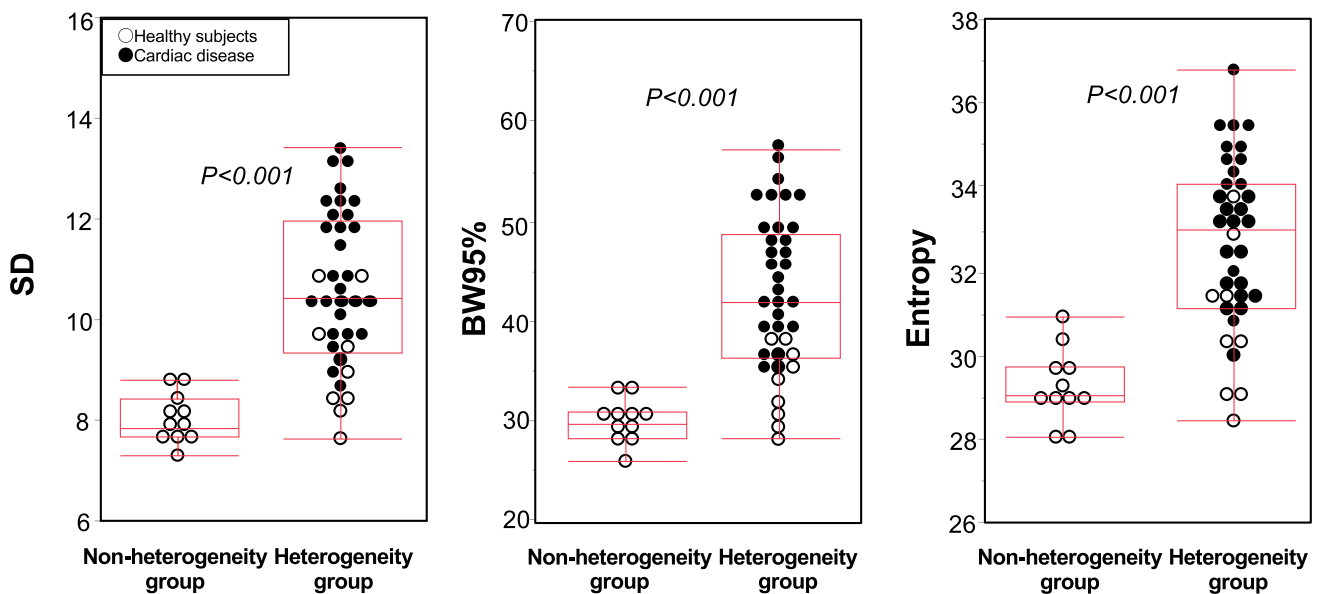 SD
16
14
12
10
8
6
Healthy subjects
Cardiac disease
P<0.001
Non-heterogeneity
group
Heterogeneity
group
BW95%
70
60
50
40
30
20
P<0.001
Non-heterogeneity
group
Heterogeneity
group
Entropy
38
36
34
32
30
28
26
P<0.001
Non-heterogeneity
group
Heterogeneity
group